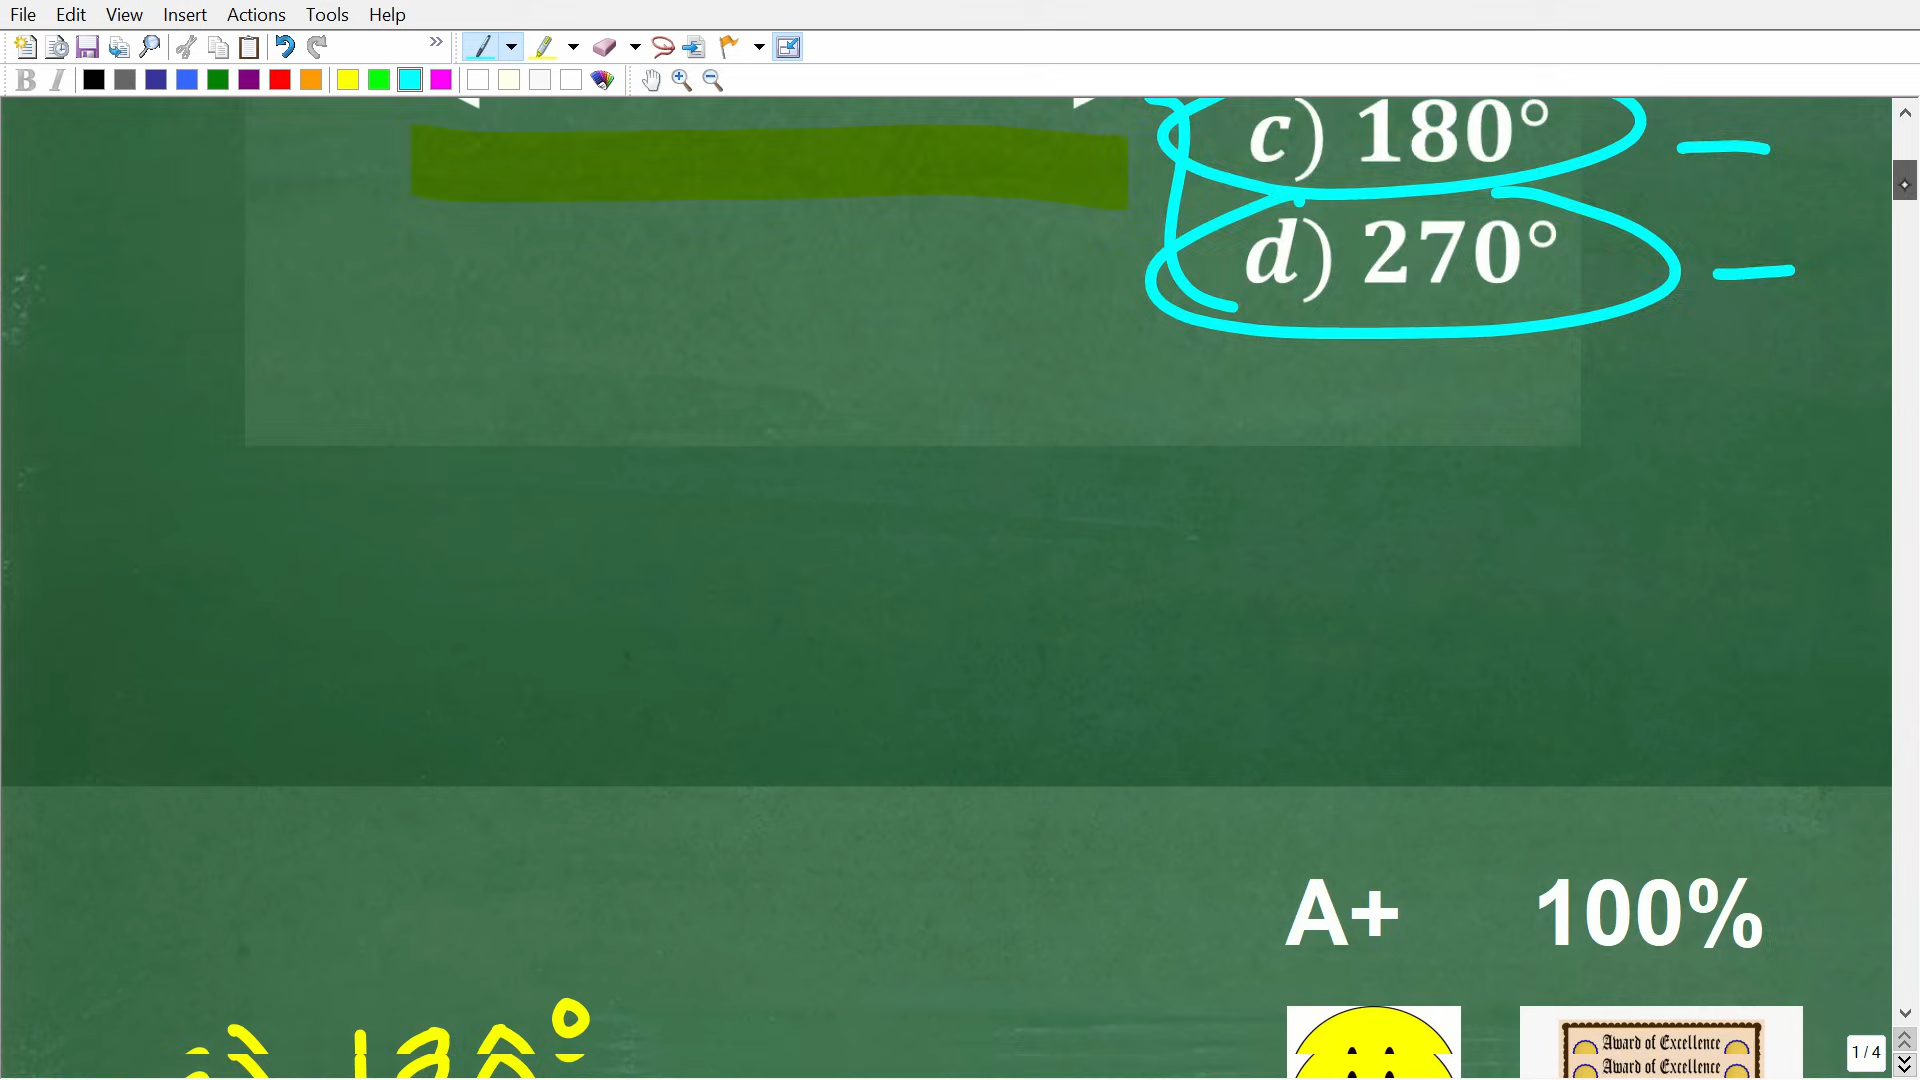 File Edit View Insert Actions Tools Help
B I
c) 180°
d) 270°
A+ 100%
Award of Excellence
Award of Excellence
1 / 4